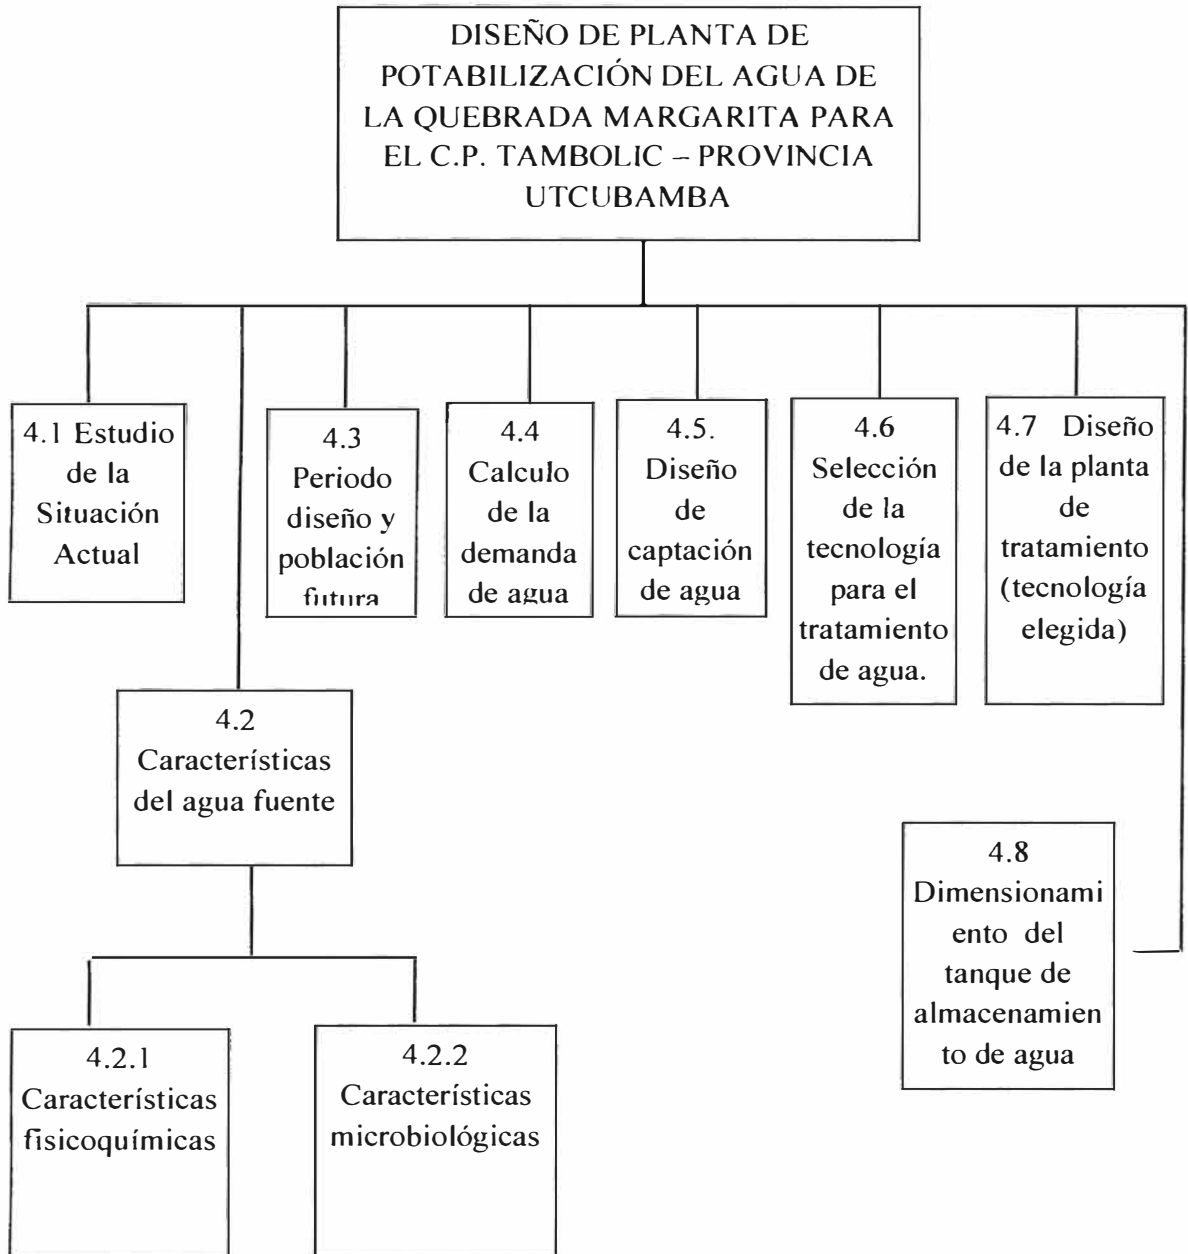 DISEÑO DE PLANTA DE
POTABILIZACIÓN DEL AGUA DE
LA QUEBRADA MARGARITA PARA
EL C.P. TAMBOLIC – PROVINCIA
UTCUBAMBA
4.1 Estudio
de la
Situación
Actual
4.2
Características
del agua fuente
4.2.1
Características
fisicoquímicas
4.2.2
Características
microbiológicas
4.3
Periodo
diseño y
población
futura
4.4
Calculo
de la
demanda
de agua
4.5.
Diseño
de
captación
de agua
4.6
Selección
de la
tecnología
para el
tratamiento
de agua.
4.7 Diseño
de la planta
de
tratamiento
(tecnología
elegida)
4.8
Dimensionami
ento del
tanque de
almacenamien
to de agua